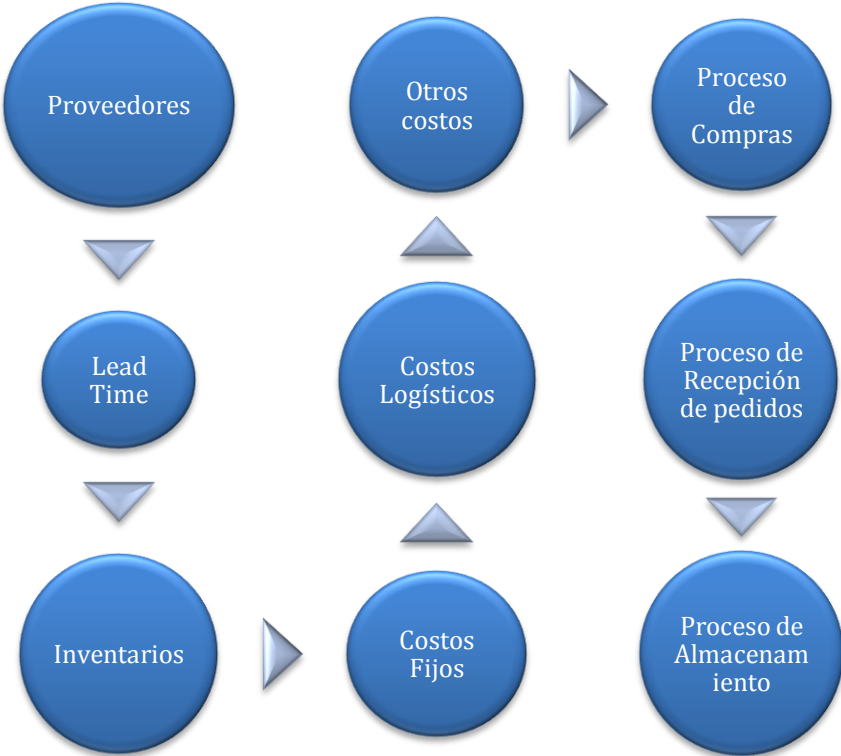 Proveedores
Lead
Time
Inventarios
Costos
Fijos
Costos
Logísticos
Otros
costos
Proceso
de
Compras
Proceso de
Recepción
de pedidos
Proceso de
Almacenam
iento